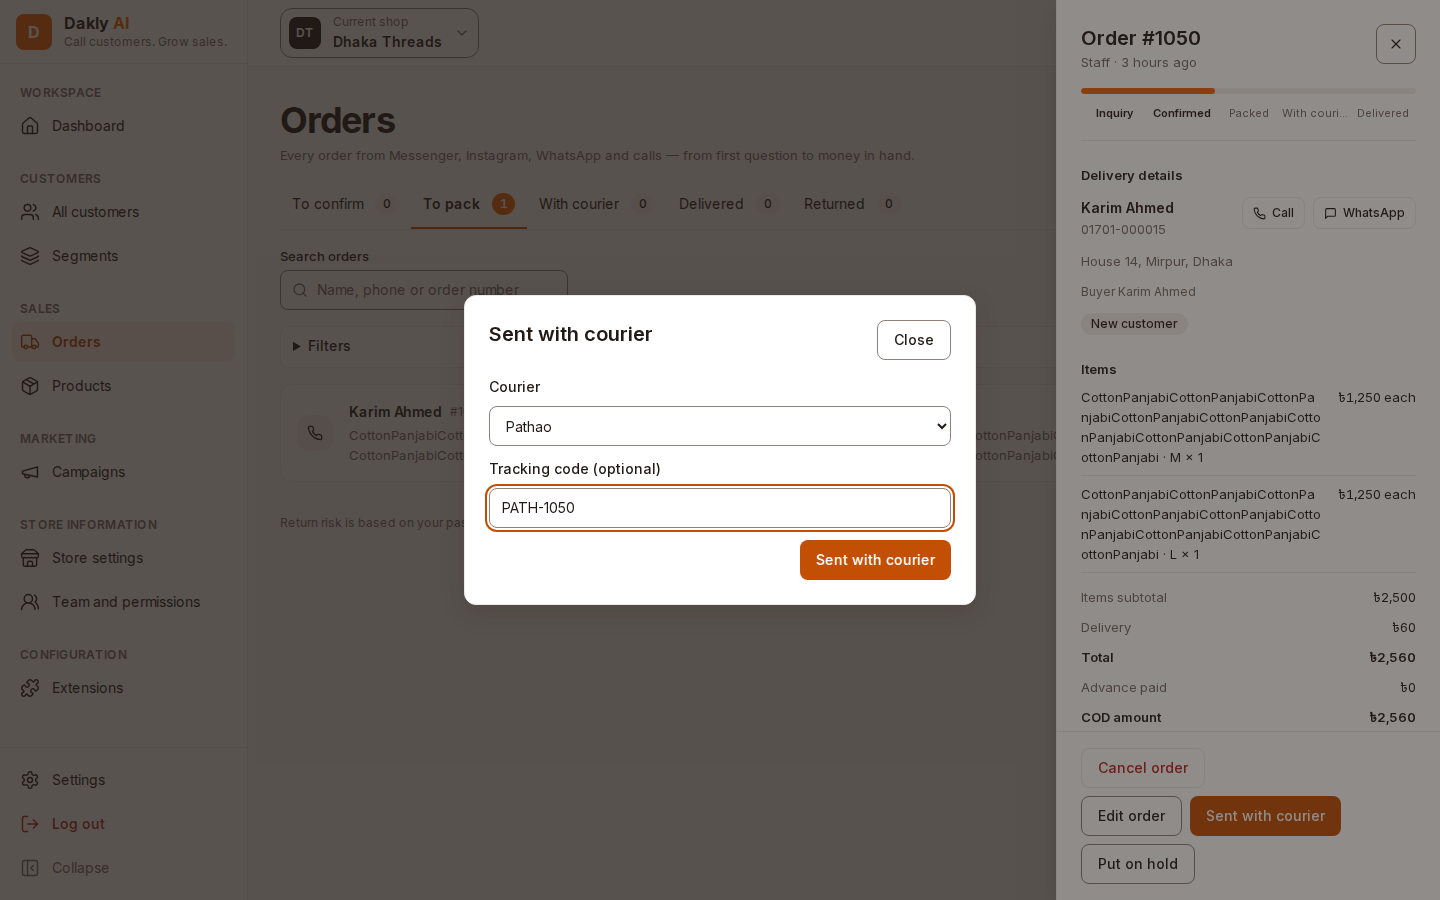 D
Dakly AI
Call customers. Grow sales.
WORKSPACE
Dashboard
CUSTOMERS
All customers
Segments
SALES
Orders
Products
MARKETING
Campaigns
STORE INFORMATION
Store settings
Team and permissions
CONFIGURATION
Extensions
Settings
Log out
Collapse
DT
Current shop
Dhaka Threads
Orders
Every order from Messenger, Instagram, WhatsApp and calls — from first question to money in hand.
To confirm 0 To pack 1 With courier 0 Delivered 0 Returned 0
Search orders
Name, phone or order number
Filters
Karim Ahmed #1
CottonPanjabiCott
CottonPanjabiCott
ottonPanjabi
ottonPanjabi
Return risk is based on your pas
Sent with courier
Close
Courier
Pathao
Tracking code (optional)
PATH-1050
Sent with courier
Order #1050
Staff · 3 hours ago
Inquiry Confirmed Packed With couri... Delivered
Delivery details
Karim Ahmed
01701-000015
Call
WhatsApp
House 14, Mirpur, Dhaka
Buyer Karim Ahmed
New customer
Items
CottonPanjabiCottonPanjabiCottonPa ৳1,250 each
njabiCottonPanjabiCottonPanjabiCotto
nPanjabiCottonPanjabiCottonPanjabiC
ottonPanjabi · M × 1
CottonPanjabiCottonPanjabiCottonPa ৳1,250 each
njabiCottonPanjabiCottonPanjabiCotto
nPanjabiCottonPanjabiCottonPanjabiC
ottonPanjabi · L × 1
Items subtotal ৳2,500
Delivery ৳60
Total ৳2,560
Advance paid ৳0
COD amount ৳2,560
Cancel order
Edit order
Sent with courier
Put on hold